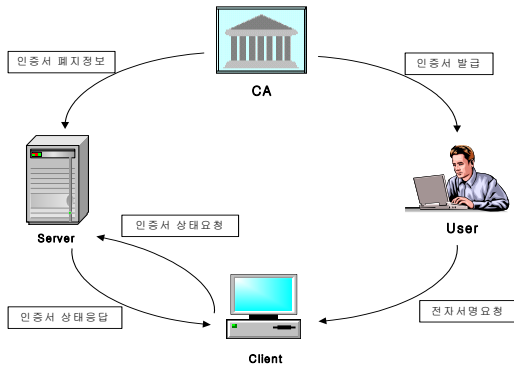 인증서 폐지정보
인증서 발급
CA
인증서 상태요청
Server
User
인증서 상태응답
전자서명요청
Client